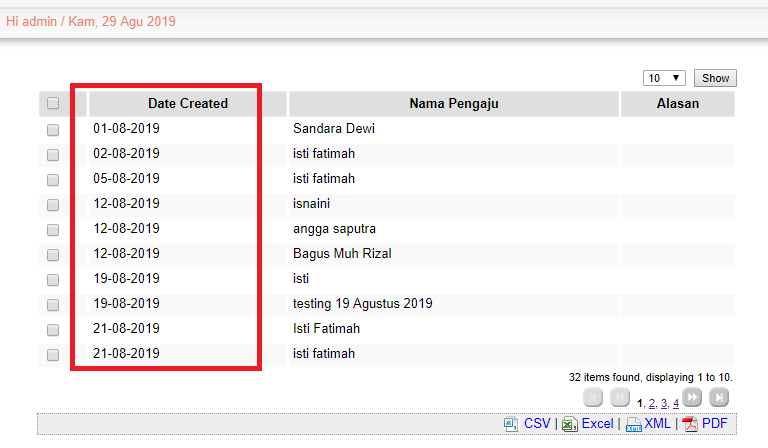 Hi admin / Kam, 29 Agu 2019
10 Show
Date Created Nama Pengaju Alasan
01-08-2019 Sandara Dewi
02-08-2019 isti fatimah
05-08-2019 isti fatimah
12-08-2019 isnaini
12-08-2019 angga saputra
12-08-2019 Bagus Muh Rizal
19-08-2019 isti
19-08-2019 testing 19 Agustus 2019
21-08-2019 Isti Fatimah
21-08-2019 isti fatimah
32 items found, displaying 1 to 10.
1, 2, 3, 4
CSV | Excel | XML | PDF